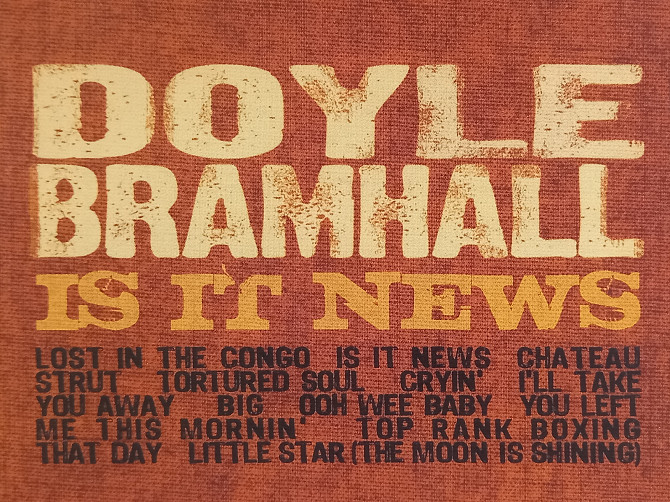 DOYLE
BRAMHALL
IS IT NEWS
LOST IN THE CONGO IS IT NEWS CHATEAU
STRUT TORTURED SOUL CRYIN' I'LL TAKE
YOU AWAY BIG OOH WEE BABY YOU LEFT
ME THIS MORNIN' TOP RANK BOXING
THAT DAY LITTLE STAR (THE MOON IS SHINING)